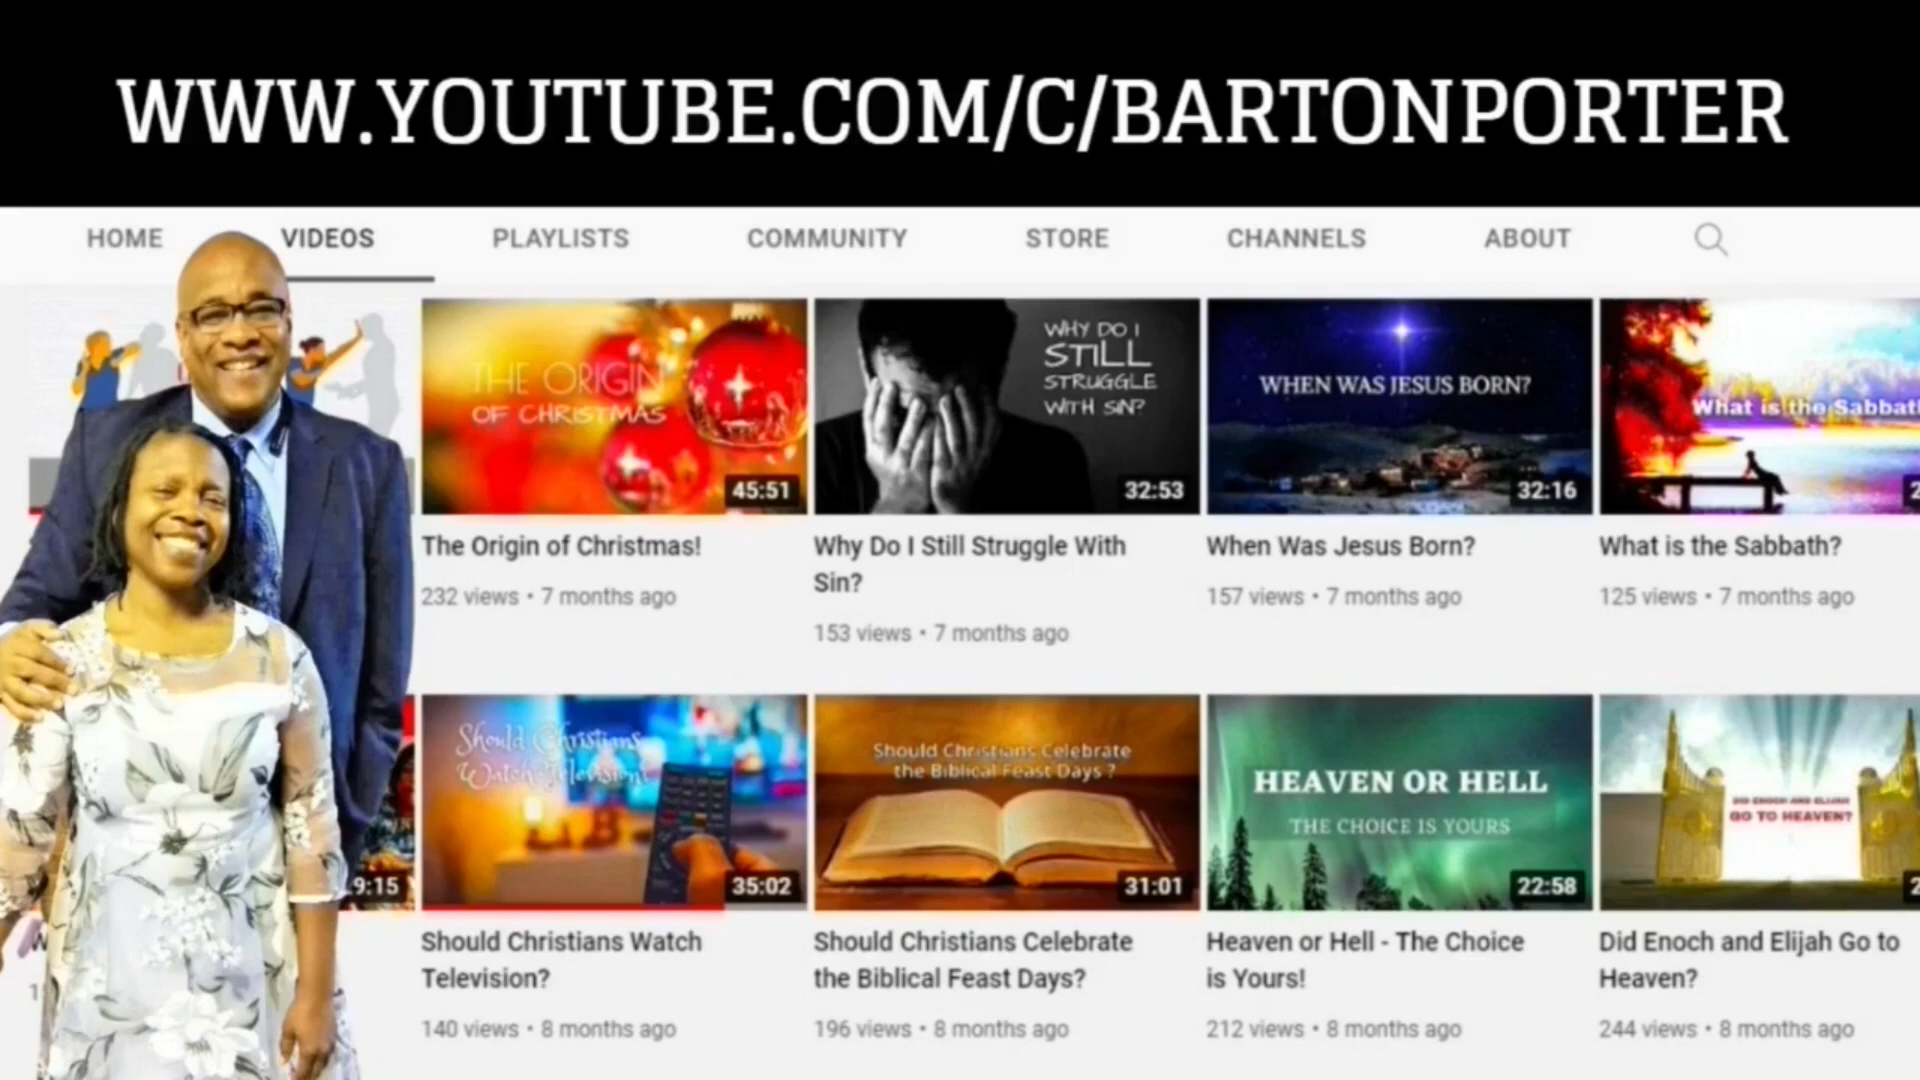 WWW.YOUTUBE.COM/C/BARTONPORTER
HOME VIDEOS PLAYLISTS COMMUNITY STORE CHANNELS ABOUT
THE ORIGIN
OF CHRISTMAS
45:51
WHY DO I
STILL
STRUGGLE
WITH SIN?
32:53
WHEN WAS JESUS BORN?
32:16
What is the Sabbath
2
The Origin of Christmas!
232 views • 7 months ago
Why Do I Still Struggle With
Sin?
153 views • 7 months ago
When Was Jesus Born?
157 views • 7 months ago
What is the Sabbath?
125 views • 7 months ago
9:15
Should Christians
Watch Television?
35:02
Should Christians Celebrate
the Biblical Feast Days ?
31:01
HEAVEN OR HELL
THE CHOICE IS YOURS
22:58
DID ENOCH AND ELIJAH
GO TO HEAVEN?
2
Should Christians Watch
Television?
140 views • 8 months ago
Should Christians Celebrate
the Biblical Feast Days?
196 views • 8 months ago
Heaven or Hell - The Choice
is Yours!
212 views • 8 months ago
Did Enoch and Elijah Go to
Heaven?
244 views • 8 months ago